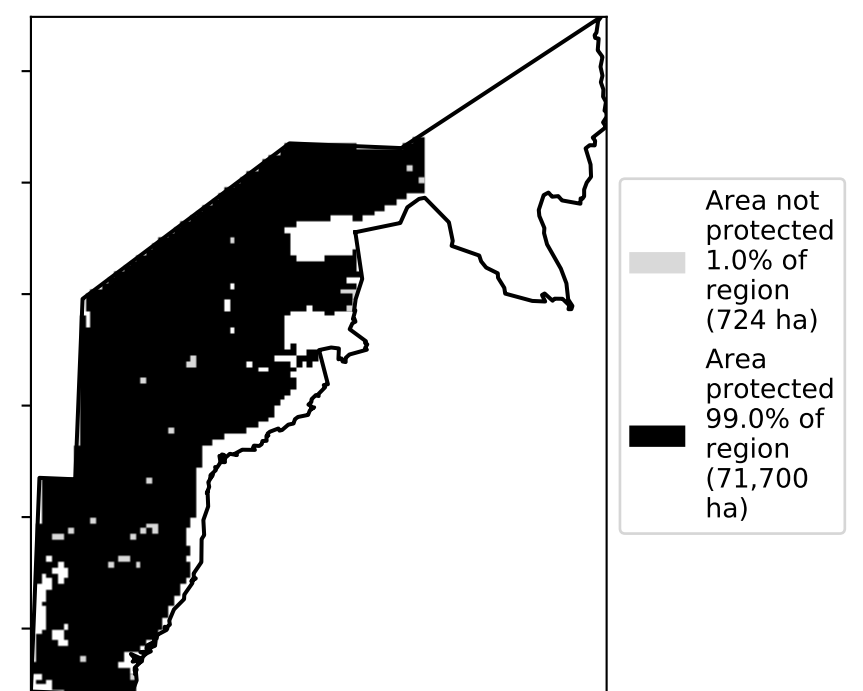 Area not
protected
1.0% of
region
(724 ha)
Area
protected
99.0% of
region
(71,700
ha)